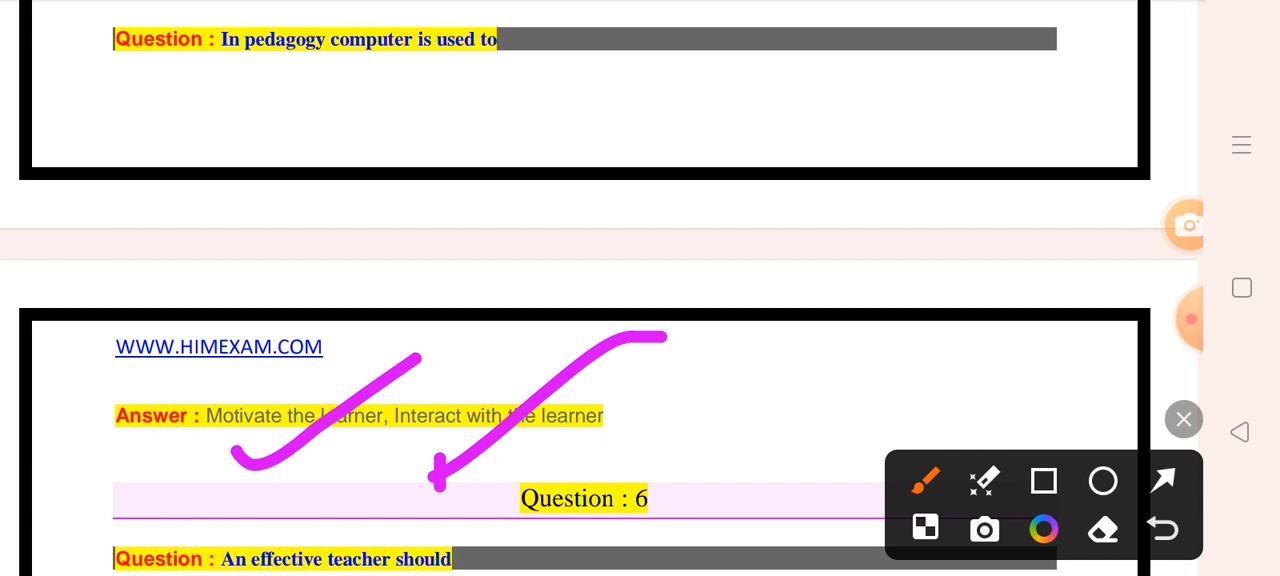 Question : In pedagogy computer is used to
WWW.HIMEXAM.COM
Answer : Motivate the learner, Interact with the learner
Question : 6
Question : An effective teacher should